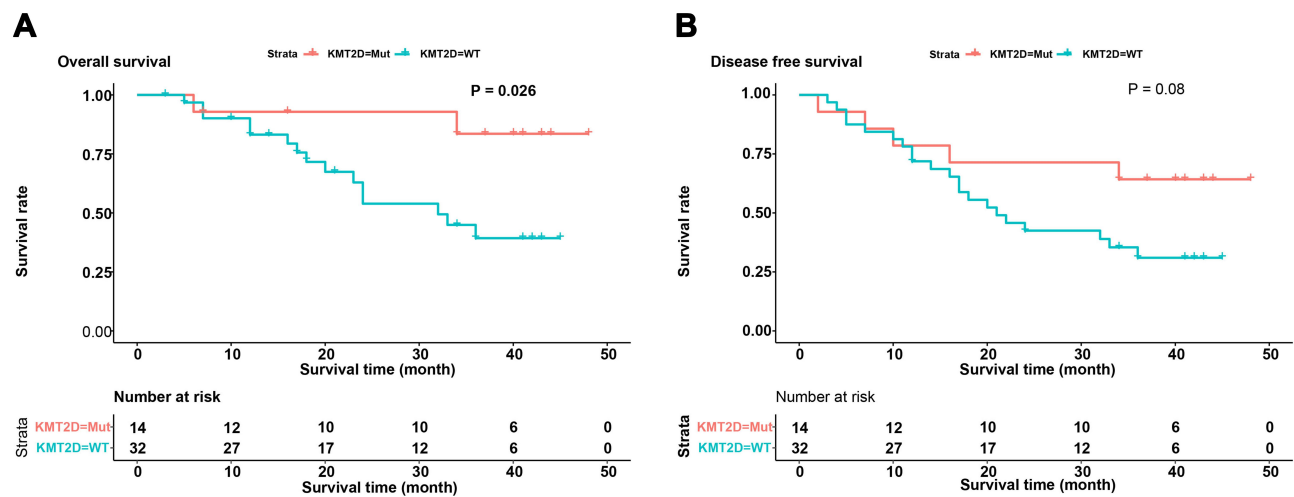 A
Strata KMT2D=Mut KMT2D=WT
Overall survival
P = 0.026
Survival rate
1.00
0.75
0.50
0.25
0.00
0 10 20 30 40 50
Survival time (month)
Number at risk
Strata
KMT2D=Mut 14 12 10 10 6 0
KMT2D=WT 32 27 17 12 6 0
0 10 20 30 40 50
Survival time (month)
B
Strata KMT2D=Mut KMT2D=WT
Disease free survival
P = 0.08
Survival rate
1.00
0.75
0.50
0.25
0.00
0 10 20 30 40 50
Survival time (month)
Number at risk
Strata
KMT2D=Mut 14 12 10 10 6 0
KMT2D=WT 32 27 17 12 6 0
0 10 20 30 40 50
Survival time (month)